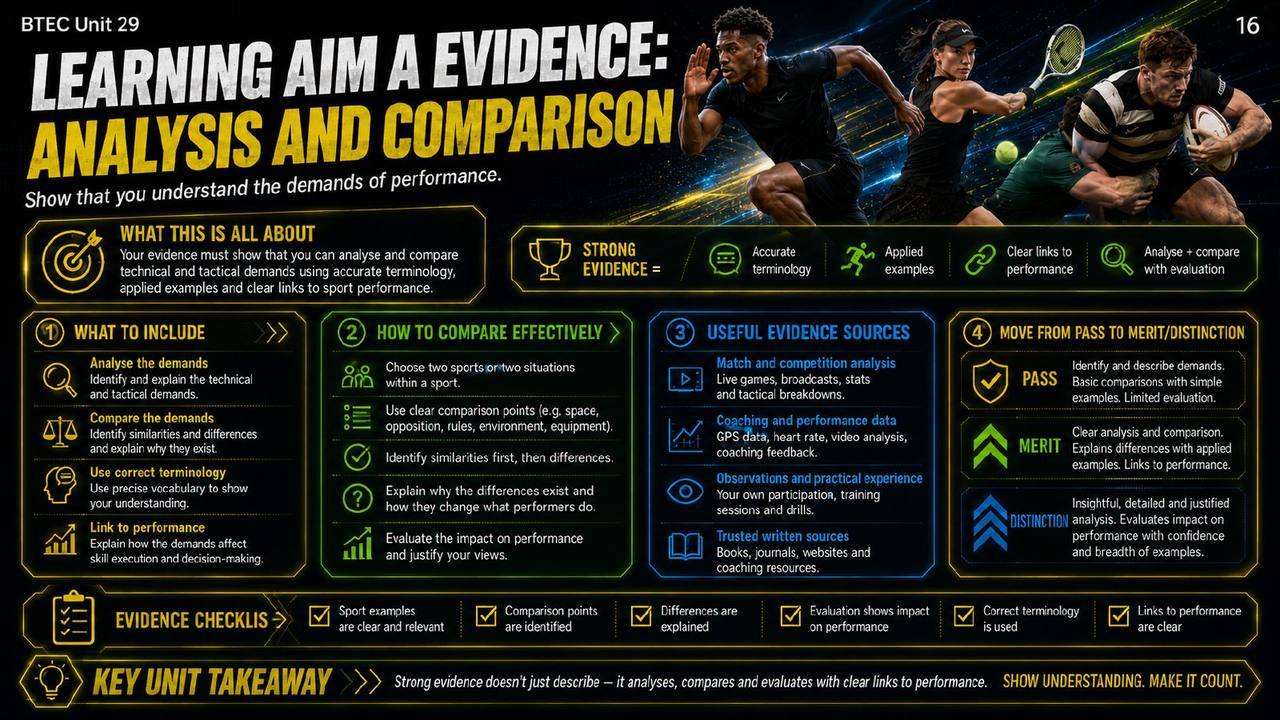 BTEC Unit 29
16
LEARNING AIM A EVIDENCE:
ANALYSIS AND COMPARISON
Show that you understand the demands of performance.
WHAT THIS IS ALL ABOUT
Your evidence must show that you can analyse and compare
technical and tactical demands using accurate terminology,
applied examples and clear links to sport performance.
STRONG
EVIDENCE =
Accurate
terminology
Applied
examples
Clear links to
performance
Analyse + compare
with evaluation
1 WHAT TO INCLUDE
Analyse the demands
Identify and explain the technical
and tactical demands.
Compare the demands
Identify similarities and differences
and explain why they exist.
Use correct terminology
Use precise vocabulary to show
your understanding.
Link to performance
Explain how the demands affect
skill execution and decision-making.
2 HOW TO COMPARE EFFECTIVELY
Choose two sports or two situations
within a sport.
Use clear comparison points (e.g. space,
opposition, rules, environment, equipment).
Identify similarities first, then differences.
Explain why the differences exist and
how they change what performers do.
Evaluate the impact on performance
and justify your views.
3 USEFUL EVIDENCE SOURCES
Match and competition analysis
Live games, broadcasts, stats
and tactical breakdowns.
Coaching and performance data
GPS data, heart rate, video analysis,
coaching feedback.
Observations and practical experience
Your own participation, training
sessions and drills.
Trusted written sources
Books, journals, websites and
coaching resources.
4 MOVE FROM PASS TO MERIT/DISTINCTION
PASS
Identify and describe demands.
Basic comparisons with simple
examples. Limited evaluation.
MERIT
Clear analysis and comparison.
Explains differences with applied
examples. Links to performance.
DISTINCTION
Insightful, detailed and justified
analysis. Evaluates impact on
performance with confidence
and breadth of examples.
EVIDENCE CHECKLIS
Sport examples
are clear and relevant
Comparison points
are identified
Differences are
explained
Evaluation shows impact
on performance
Correct terminology
is used
Links to performance
are clear
KEY UNIT TAKEAWAY
Strong evidence doesn't just describe – it analyses, compares and evaluates with clear links to performance.
SHOW UNDERSTANDING. MAKE IT COUNT.